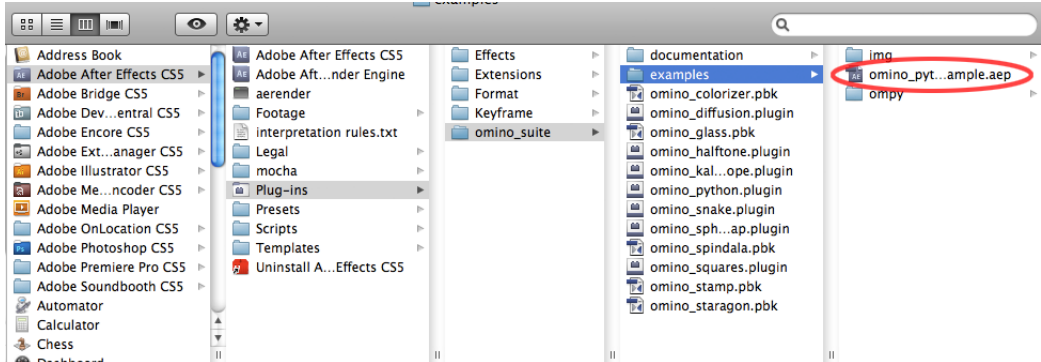 examples
Address Book
Adobe After Effects CS5
Adobe Bridge CS5
Adobe Dev...entral CS5
Adobe Encore CS5
Adobe Ext...anager CS5
Adobe Illustrator CS5
Adobe Me...ncoder CS5
Adobe Media Player
Adobe OnLocation CS5
Adobe Photoshop CS5
Adobe Premiere Pro CS5
Adobe Soundbooth CS5
Automator
Calculator
Chess
Dashboard
Adobe After Effects CS5
Adobe Aft...nder Engine
aerender
Footage
interpretation rules.txt
Legal
mocha
Plug-ins
Presets
Scripts
Templates
Uninstall A...Effects CS5
Effects
Extensions
Format
Keyframe
omino_suite
documentation
examples
omino_colorizer.pbk
omino_diffusion.plugin
omino_glass.pbk
omino_halftone.plugin
omino_kal...ope.plugin
omino_python.plugin
omino_snake.plugin
omino_sph...ap.plugin
omino_spindala.pbk
omino_squares.plugin
omino_stamp.pbk
omino_staragon.pbk
img
omino_pyt...ample.aep
ompy